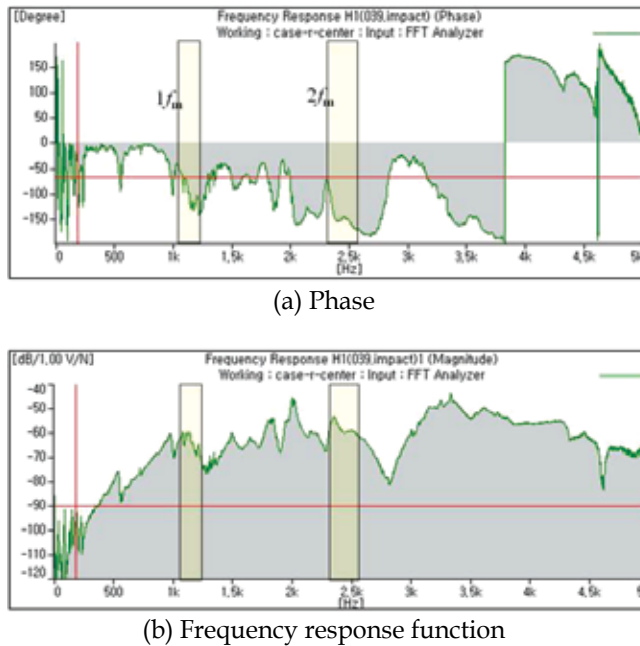 [Degree]
Frequency Response H1(039,impact) (Phase)
Working : case-r-center : Input : FFT Analyzer
150
100
50
0
-50
-100
-150
1fm
2fm
0 500 1k 1,5k 2k 2,5k 3k 3,5k 4k 4,5k
[Hz]
(a) Phase
[dB/1,00 V/N]
Frequency Response H1(039,impact)1 (Magnitude)
Working : case-r-center : Input : FFT Analyzer
-40
-50
-60
-70
-80
-90
-100
-110
-120
0 500 1k 1,5k 2k 2,5k 3k 3,5k 4k 4,5k
[Hz]
(b) Frequency response function